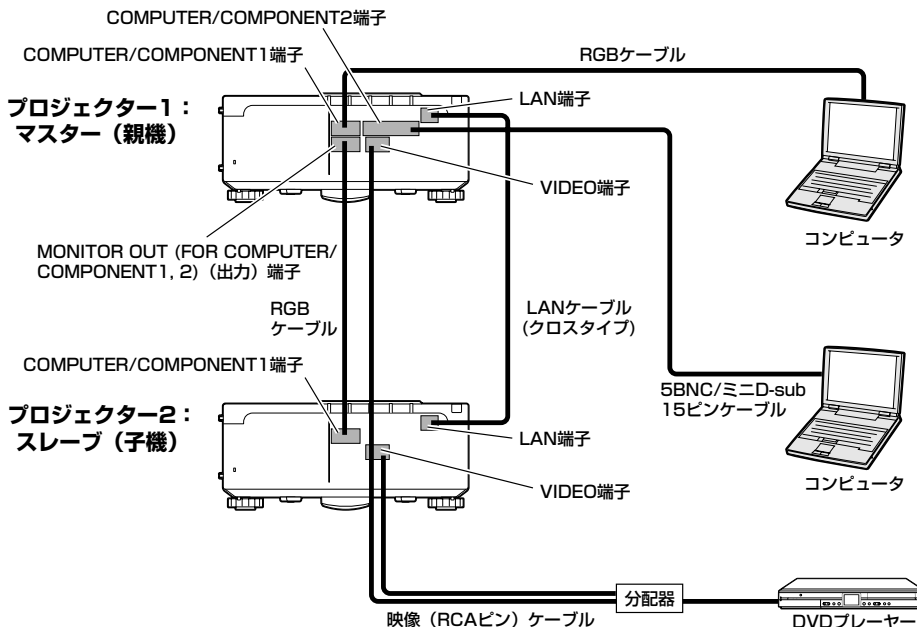 COMPUTER/COMPONENT2端子
COMPUTER/COMPONENT1端子
RGBケーブル
プロジェクター1：
マスター（親機）
LAN端子
VIDEO端子
コンピュータ
MONITOR OUT (FOR COMPUTER/
COMPONENT1, 2)（出力）端子
RGB
ケーブル
LANケーブル
(クロスタイプ)
COMPUTER/COMPONENT1端子
5BNC/ミニD-sub
15ピンケーブル
プロジェクター2：
スレーブ（子機）
LAN端子
VIDEO端子
コンピュータ
分配器
映像（RCAピン）ケーブル
DVDプレーヤー